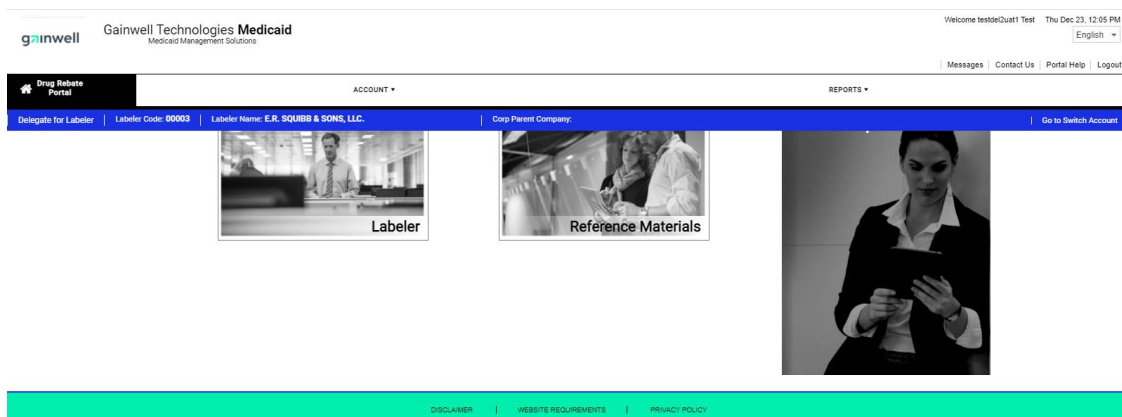 gainwell
Gainwell Technologies Medicaid
Medicaid Management Solutions
Welcome testdel2uat1 Test Thu Dec 23, 12:05 PM
English
Messages | Contact Us | Portal Help | Logout
Drug Rebate
Portal
ACCOUNT
REPORTS
Delegate for Labeler | Labeler Code: 00003 | Labeler Name: E.R. SQUIBB & SONS, LLC. | Corp Parent Company: | Go to Switch Account
Labeler
Reference Materials
DISCLAIMER | WEBSITE REQUIREMENTS | PRIVACY POLICY